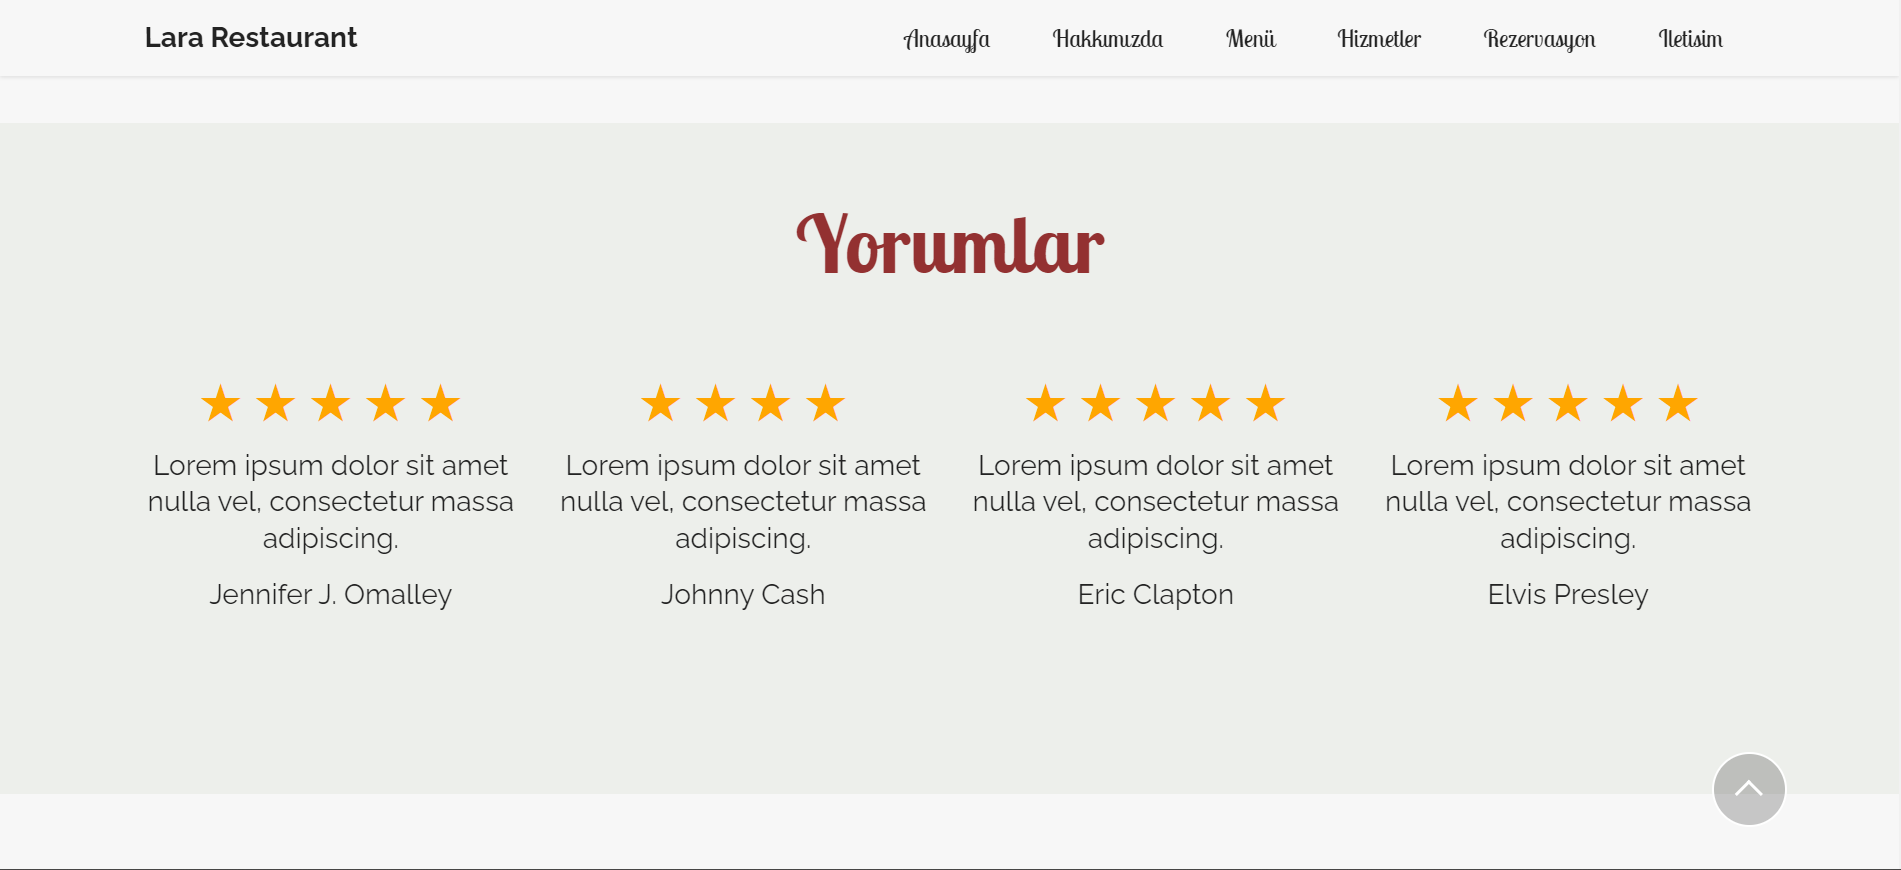 Lara Restaurant
Anasayfa
Hakkımızda
Menü
Hizmetler
Rezervasyon
Iletisim
Yorumlar
Lorem ipsum dolor sit amet
nulla vel, consectetur massa
adipiscing.
Jennifer J. Omalley
Lorem ipsum dolor sit amet
nulla vel, consectetur massa
adipiscing.
Johnny Cash
Lorem ipsum dolor sit amet
nulla vel, consectetur massa
adipiscing.
Eric Clapton
Lorem ipsum dolor sit amet
nulla vel, consectetur massa
adipiscing.
Elvis Presley